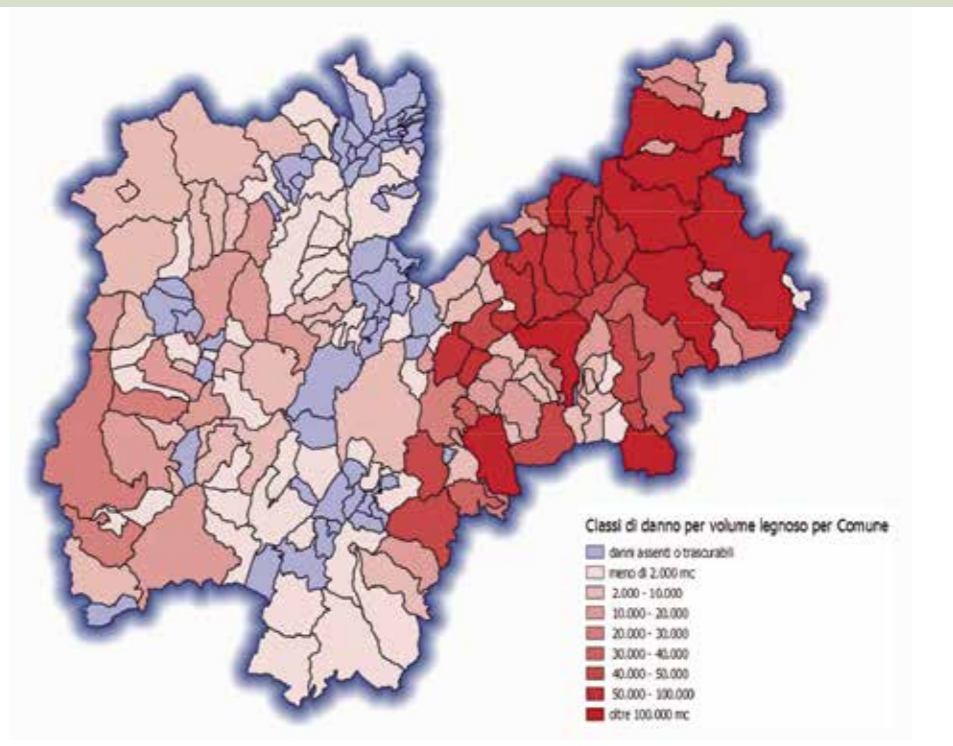 Classi di danno per volume legnoso per Comune
danni assenti o trascurabili
meno di 2.000 mc
2.000 - 10.000
10.000 - 20.000
20.000 - 30.000
30.000 - 40.000
40.000 - 50.000
50.000 - 100.000
oltre 100.000 mc